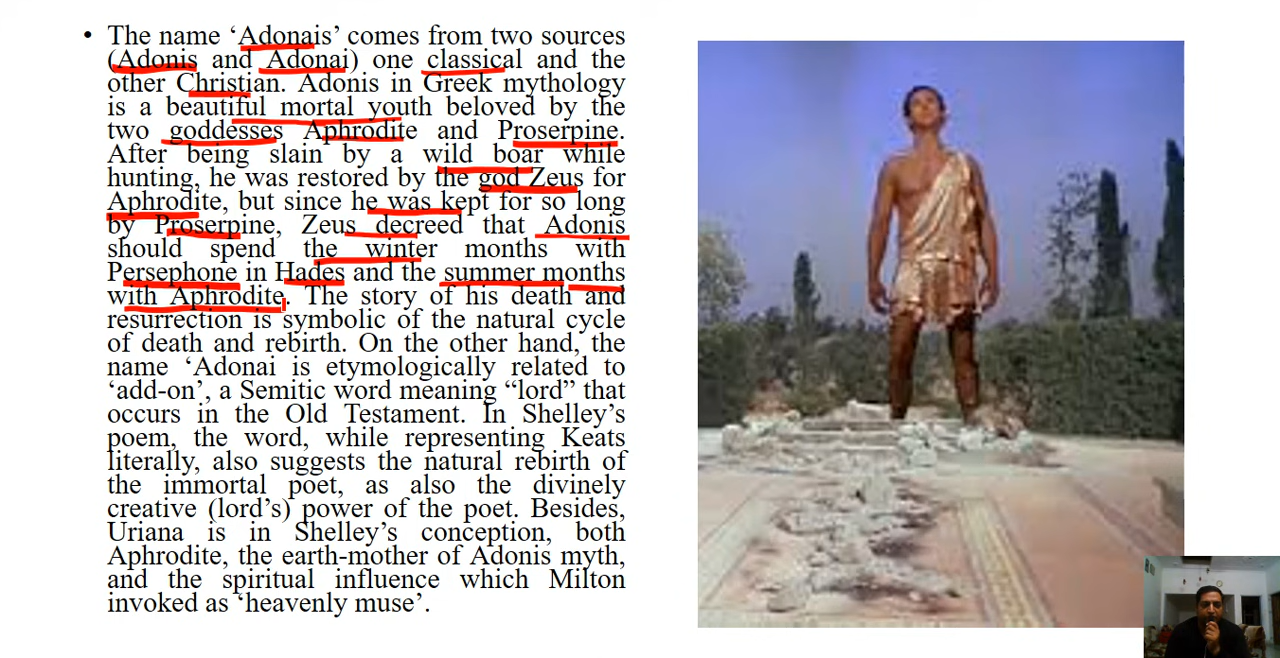 • The name ‘Adonais’ comes from two sources
(Adonis and Adonai) one classical and the
other Christian. Adonis in Greek mythology
is a beautiful mortal youth beloved by the
two goddesses Aphrodite and Proserpine.
After being slain by a wild boar while
hunting, he was restored by the god Zeus for
Aphrodite, but since he was kept for so long
by Proserpine, Zeus decreed that Adonis
should spend the winter months with
Persephone in Hades and the summer months
with Aphrodite. The story of his death and
resurrection is symbolic of the natural cycle
of death and rebirth. On the other hand, the
name ‘Adonai is etymologically related to
‘add-on’, a Semitic word meaning “lord” that
occurs in the Old Testament. In Shelley’s
poem, the word, while representing Keats
literally, also suggests the natural rebirth of
the immortal poet, as also the divinely
creative (lord’s) power of the poet. Besides,
Uriana is in Shelley’s conception, both
Aphrodite, the earth-mother of Adonis myth,
and the spiritual influence which Milton
invoked as ‘heavenly muse’.